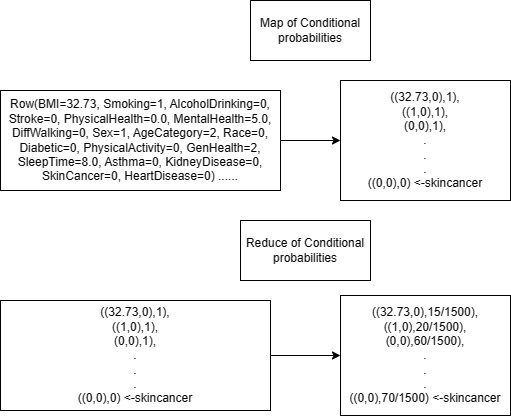 Map of Conditional
probabilities
Row(BMI=32.73, Smoking=1, AlcoholDrinking=0,
Stroke=0, PhysicalHealth=0.0, MentalHealth=5.0,
DiffWalking=0, Sex=1, AgeCategory=2, Race=0,
Diabetic=0, PhysicalActivity=0, GenHealth=2,
SleepTime=8.0, Asthma=0, KidneyDisease=0,
SkinCancer=0, HeartDisease=0) ......
((32.73,0),1),
((1,0),1),
(0,0),1),
.
.
.
((0,0),0) <-skincancer
Reduce of Conditional
probabilities
((32.73,0),1),
((1,0),1),
(0,0),1),
.
.
.
((0,0),0) <-skincancer
((32.73,0),15/1500),
((1,0),20/1500),
(0,0),60/1500),
.
.
.
((0,0),70/1500) <-skincancer